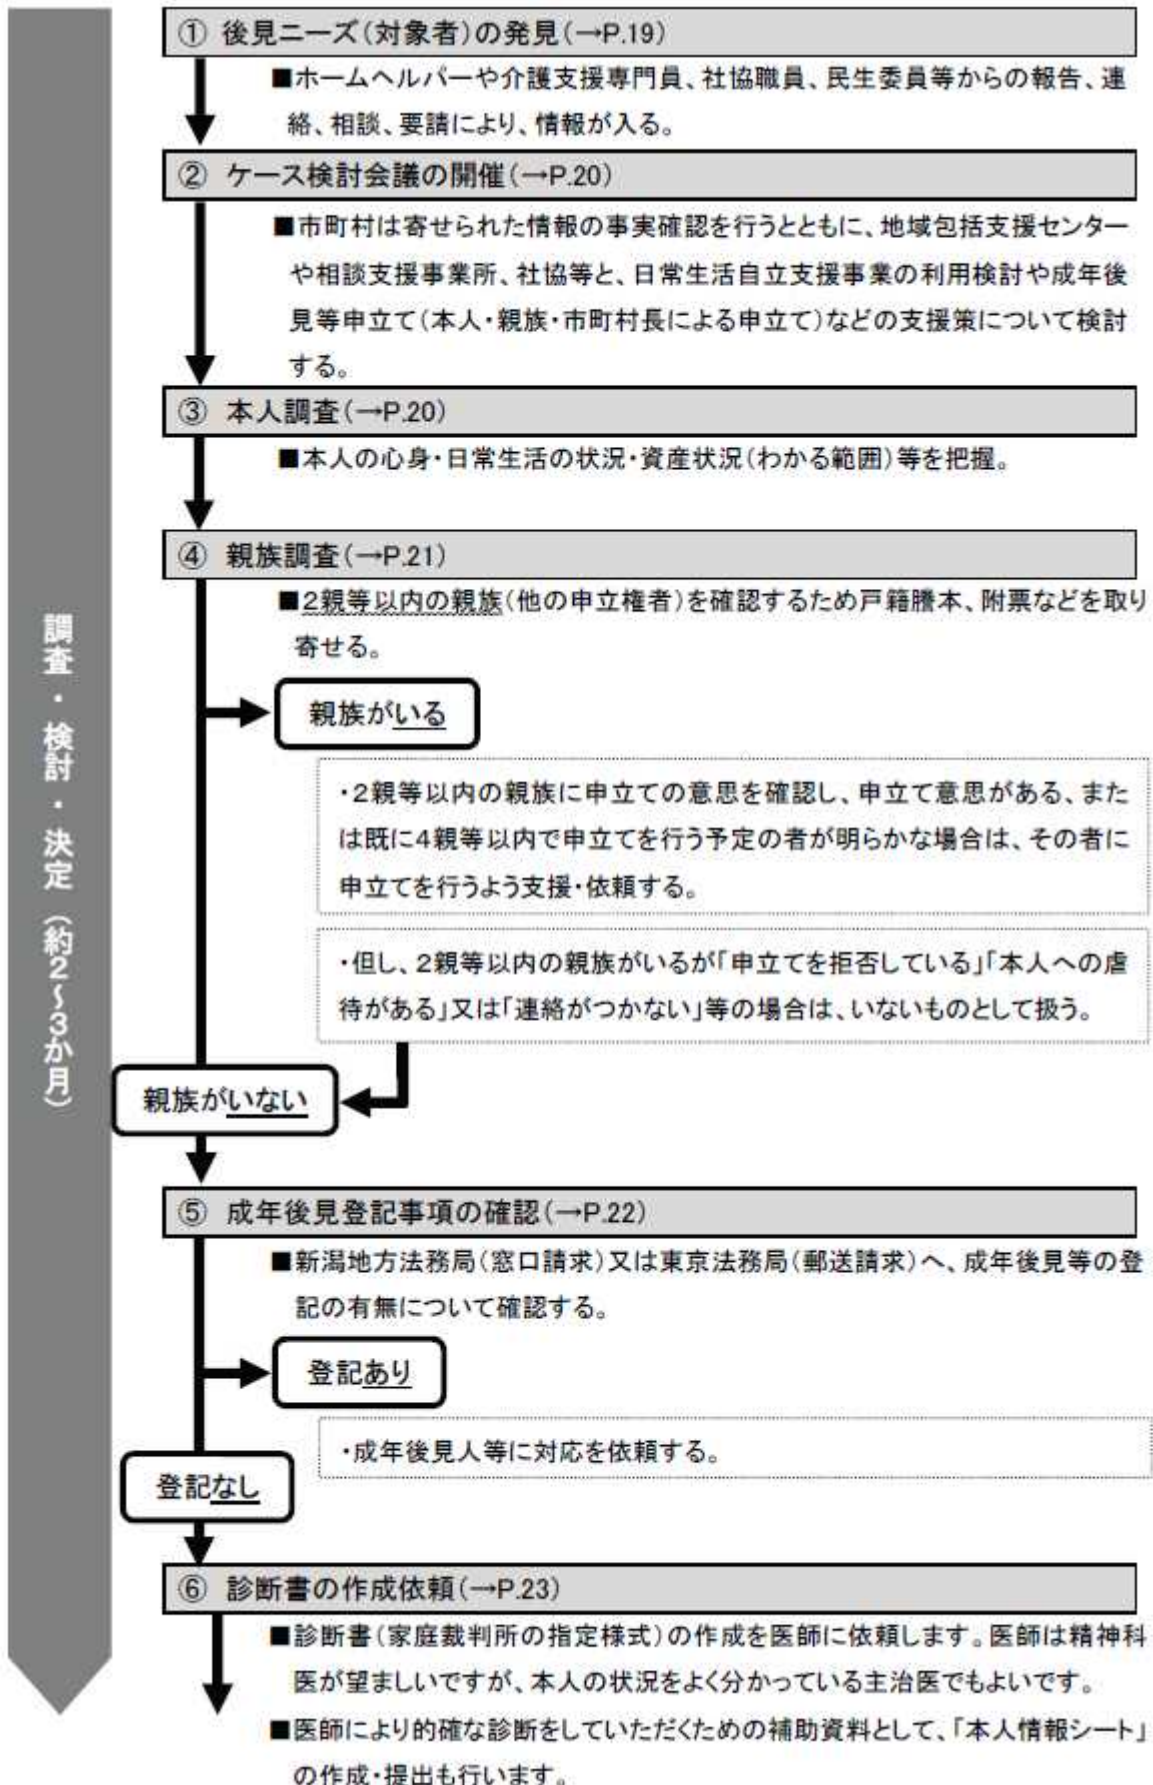 調査・検討・決定（約2～3か月）
① 後見ニーズ（対象者）の発見（→P.19）
■ホームヘルパーや介護支援専門員、社協職員、民生委員等からの報告、連
絡、相談、要請により、情報が入る。
② ケース検討会議の開催（→P.20）
■市町村は寄せられた情報の事実確認を行うとともに、地域包括支援センター
や相談支援事業所、社協等と、日常生活自立支援事業の利用検討や成年後
見等申立て（本人・親族・市町村長による申立て）などの支援策について検討
する。
③ 本人調査（→P.20）
■本人の心身・日常生活の状況・資産状況（わかる範囲）等を把握。
④ 親族調査（→P.21）
■2親等以内の親族（他の申立権者）を確認するため戸籍謄本、附票などを取り
寄せる。
親族がいる
・2親等以内の親族に申立ての意思を確認し、申立て意思がある、また
は既に4親等以内で申立てを行う予定の者が明らかな場合は、その者に
申立てを行うよう支援・依頼する。
・但し、2親等以内の親族がいるが「申立てを拒否している」「本人への虐
待がある」又は「連絡がつかない」等の場合は、いないものとして扱う。
親族がいない
⑤ 成年後見登記事項の確認（→P.22）
■新潟地方法務局（窓口請求）又は東京法務局（郵送請求）へ、成年後見等の登
記の有無について確認する。
登記あり
・成年後見人等に対応を依頼する。
登記なし
⑥ 診断書の作成依頼（→P.23）
■診断書（家庭裁判所の指定様式）の作成を医師に依頼します。医師は精神科
医が望ましいですが、本人の状況をよく分かっている主治医でもよいです。
■医師により的確な診断をしていただくための補助資料として、「本人情報シート」
の作成・提出も行います。